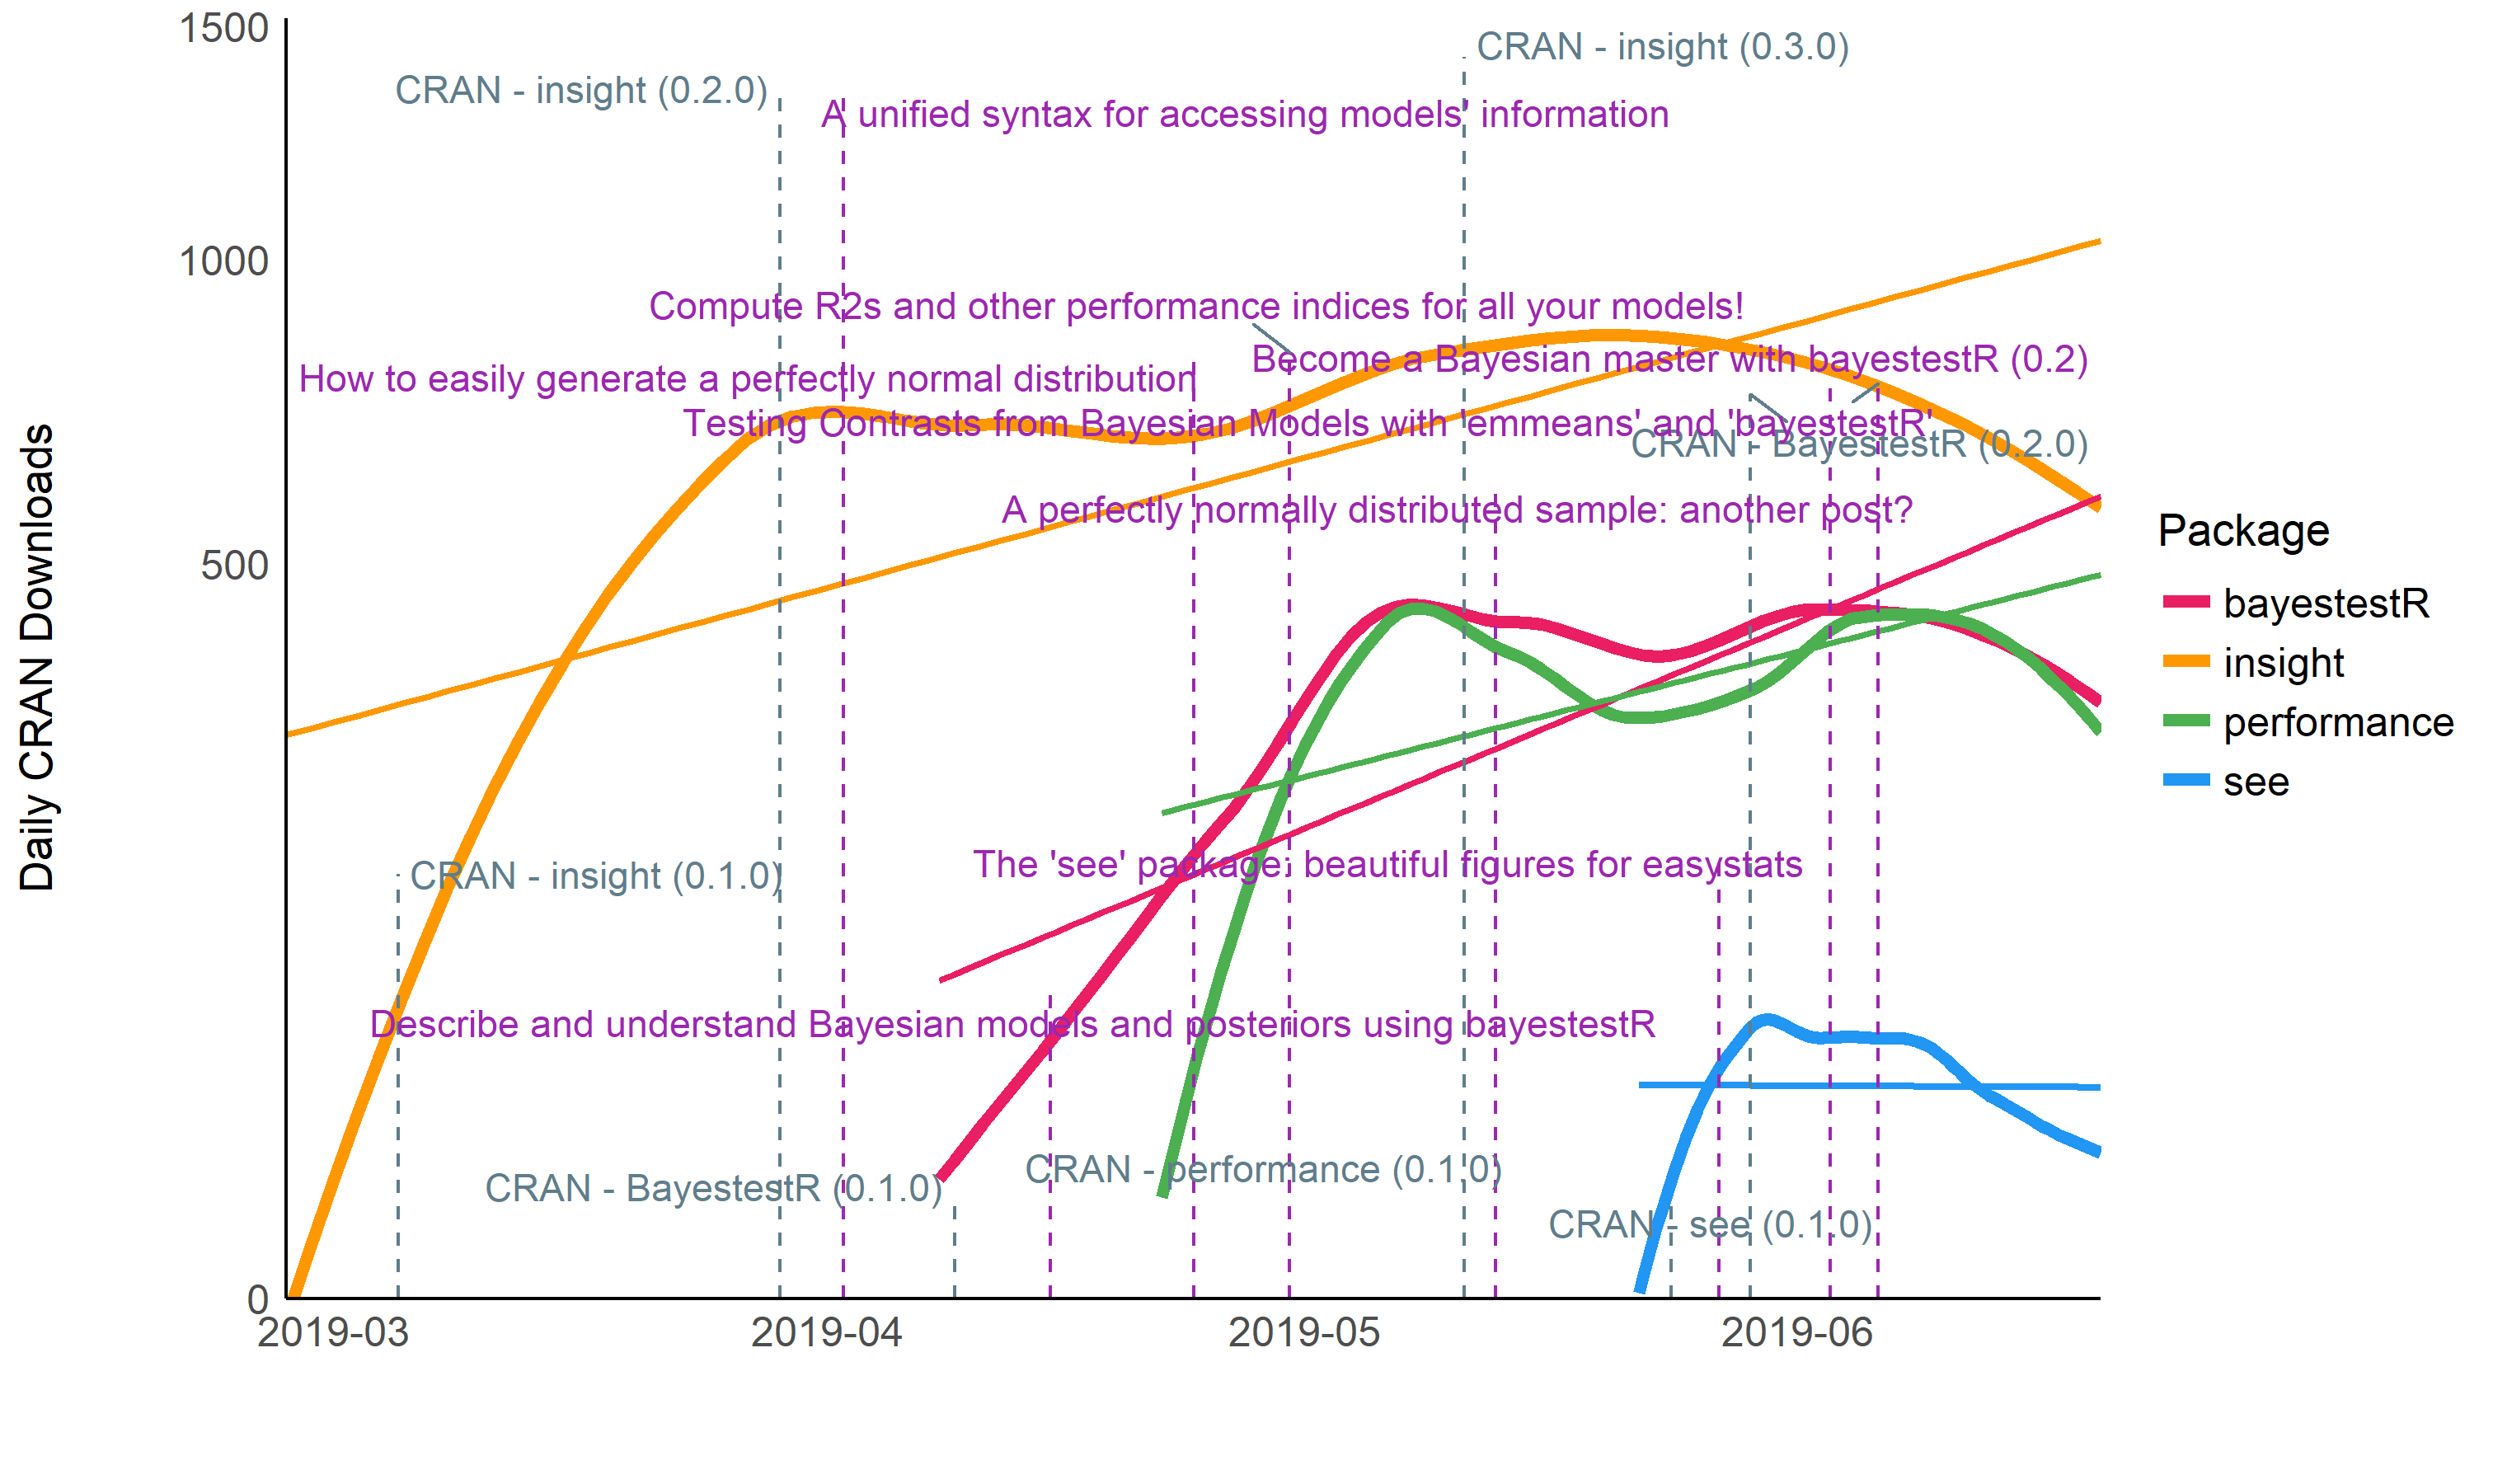 1500
CRAN - insight (0.3.0)
CRAN - insight (0.2.0)
A unified syntax for accessing models' information
1000
Compute R2s and other performance indices for all your models!
Become a Bayesian master with bayestestR (0.2)
How to easily generate a perfectly normal distribution
Testing Contrasts from Bayesian Models with 'emmeans' and 'bayestestR'
CRAN - BayestestR (0.2.0)
A perfectly normally distributed sample: another post?
500
Daily CRAN Downloads
Package
bayestestR
insight
performance
see
The 'see' package: beautiful figures for easystats
CRAN - insight (0.1.0)
Describe and understand Bayesian models and posteriors using bayestestR
CRAN - performance (0.1.0)
CRAN - BayestestR (0.1.0)
CRAN - see (0.1.0)
0
2019-03
2019-04
2019-05
2019-06